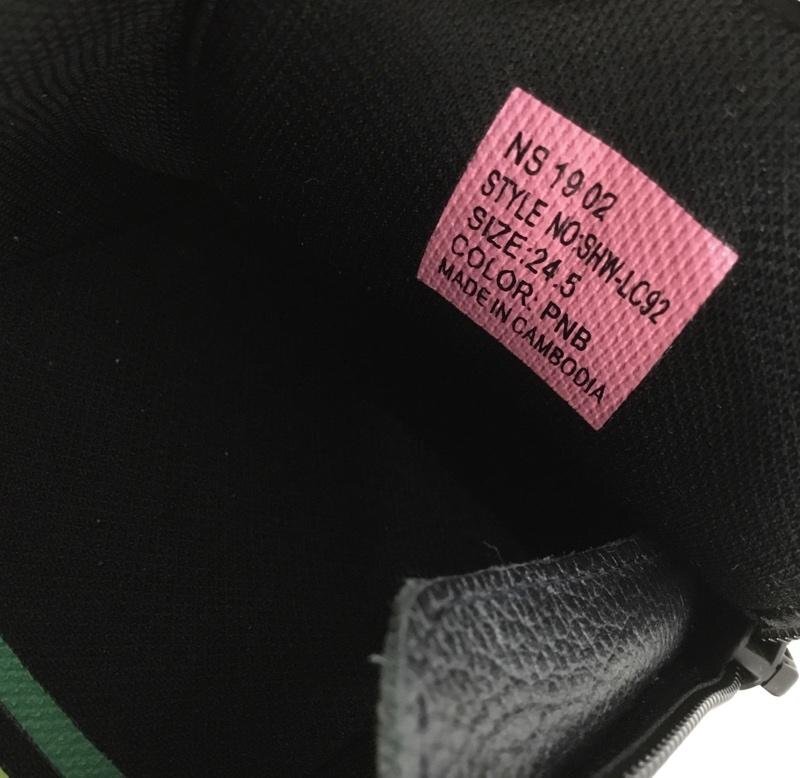 NS 19 02
STYLE NO:SHW-LC92
SIZE:24.5
COLOR: PNB
MADE IN CAMBODIA